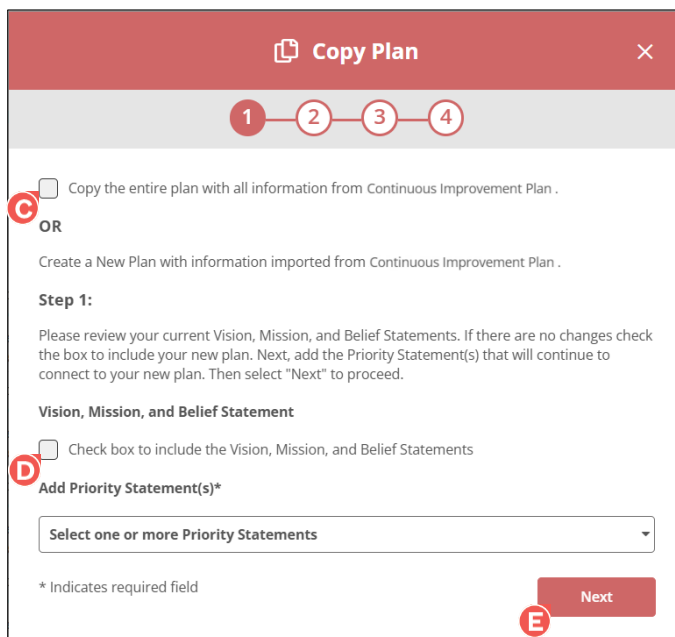 Copy Plan
1 2 3 4
Copy the entire plan with all information from Continuous Improvement Plan .
C
OR
Create a New Plan with information imported from Continuous Improvement Plan .
Step 1:
Please review your current Vision, Mission, and Belief Statements. If there are no changes check
the box to include your new plan. Next, add the Priority Statement(s) that will continue to
connect to your new plan. Then select "Next" to proceed.
Vision, Mission, and Belief Statement
Check box to include the Vision, Mission, and Belief Statements
D
Add Priority Statement(s)*
Select one or more Priority Statements
* Indicates required field
Next
E